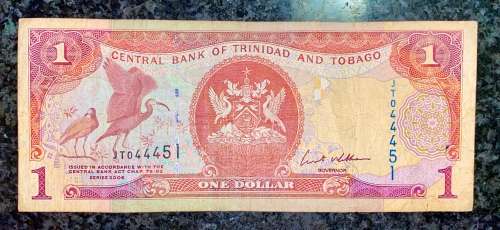 1 1
CENTRAL BANK OF TRINIDAD AND TOBAGO
JT044451
JT044451
ISSUED IN ACCORDANCE WITH THE
CENTRAL BANK ACT CHAP. 79:02
SERIES 2006
GOVERNOR
1 ONE DOLLAR 1